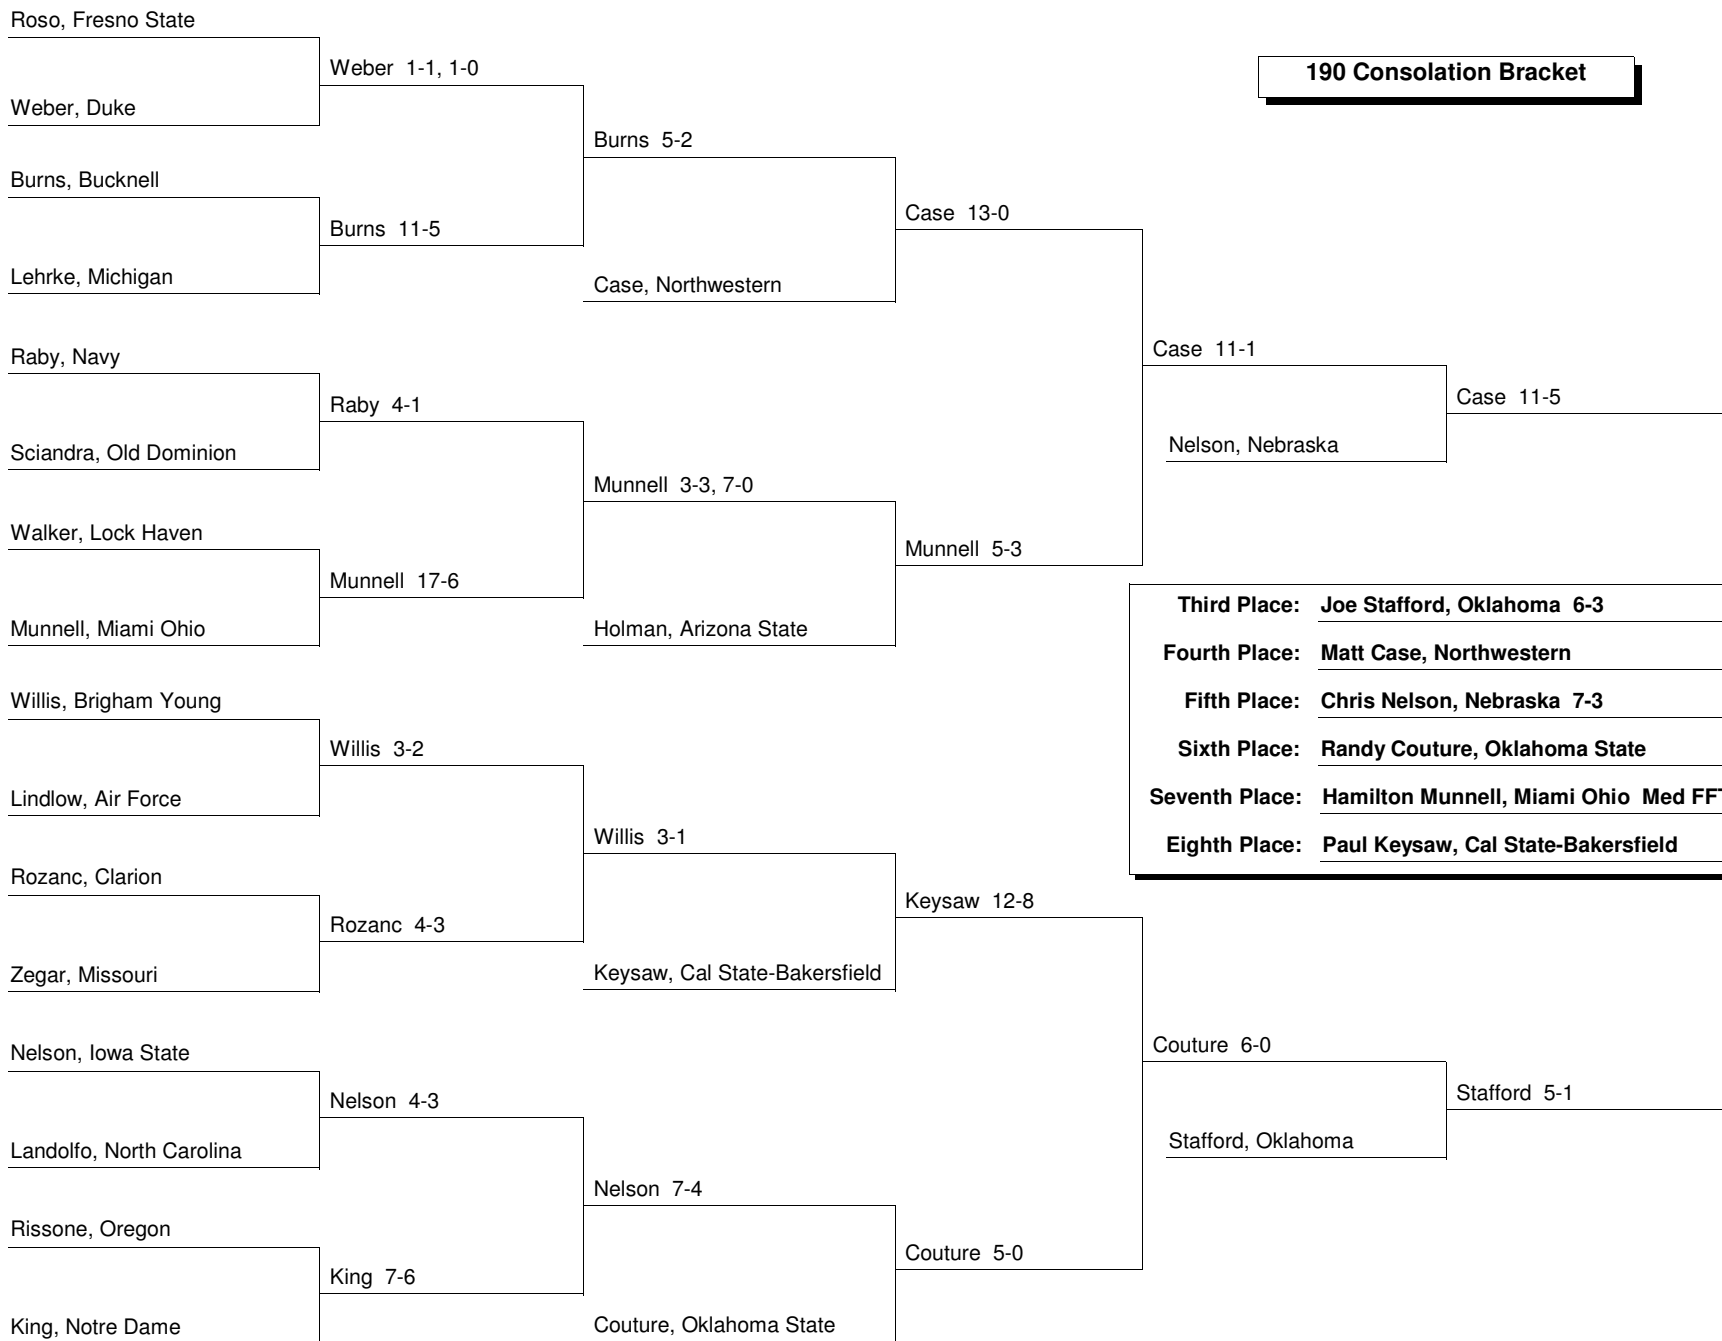 Roso, Fresno State
Weber 1-1, 1-0
190 Consolation Bracket
Weber, Duke
Burns 5-2
Burns, Bucknell
Case 13-0
Burns 11-5
Lehrke, Michigan
Case, Northwestern
Case 11-1
Raby, Navy
Case 11-5
Raby 4-1
Nelson, Nebraska
Sciandra, Old Dominion
Munnell 3-3, 7-0
Walker, Lock Haven
Munnell 5-3
Munnell 17-6
Munnell, Miami Ohio
Holman, Arizona State
Third Place: Joe Stafford, Oklahoma 6-3
Fourth Place: Matt Case, Northwestern
Fifth Place: Chris Nelson, Nebraska 7-3
Sixth Place: Randy Couture, Oklahoma State
Seventh Place: Hamilton Munnell, Miami Ohio Med FFT
Eighth Place: Paul Keysaw, Cal State-Bakersfield
Willis, Brigham Young
Willis 3-2
Lindlow, Air Force
Willis 3-1
Rozanc, Clarion
Keysaw 12-8
Rozanc 4-3
Zegar, Missouri
Keysaw, Cal State-Bakersfield
Nelson, Iowa State
Couture 6-0
Nelson 4-3
Stafford 5-1
Landolfo, North Carolina
Stafford, Oklahoma
Nelson 7-4
Rissone, Oregon
Couture 5-0
King 7-6
King, Notre Dame
Couture, Oklahoma State